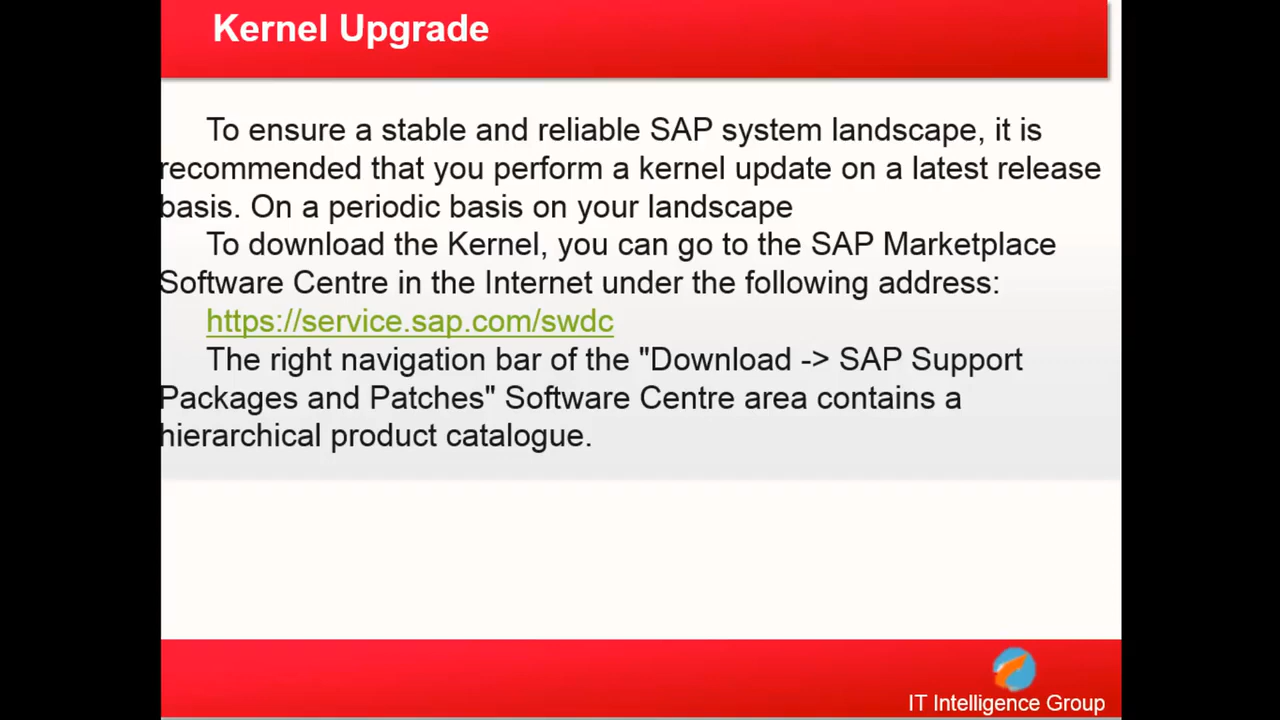 Kernel Upgrade
To ensure a stable and reliable SAP system landscape, it is
recommended that you perform a kernel update on a latest release
basis. On a periodic basis on your landscape
To download the Kernel, you can go to the SAP Marketplace
Software Centre in the Internet under the following address:
https://service.sap.com/swdc
The right navigation bar of the "Download -> SAP Support
Packages and Patches" Software Centre area contains a
hierarchical product catalogue.
IT Intelligence Group